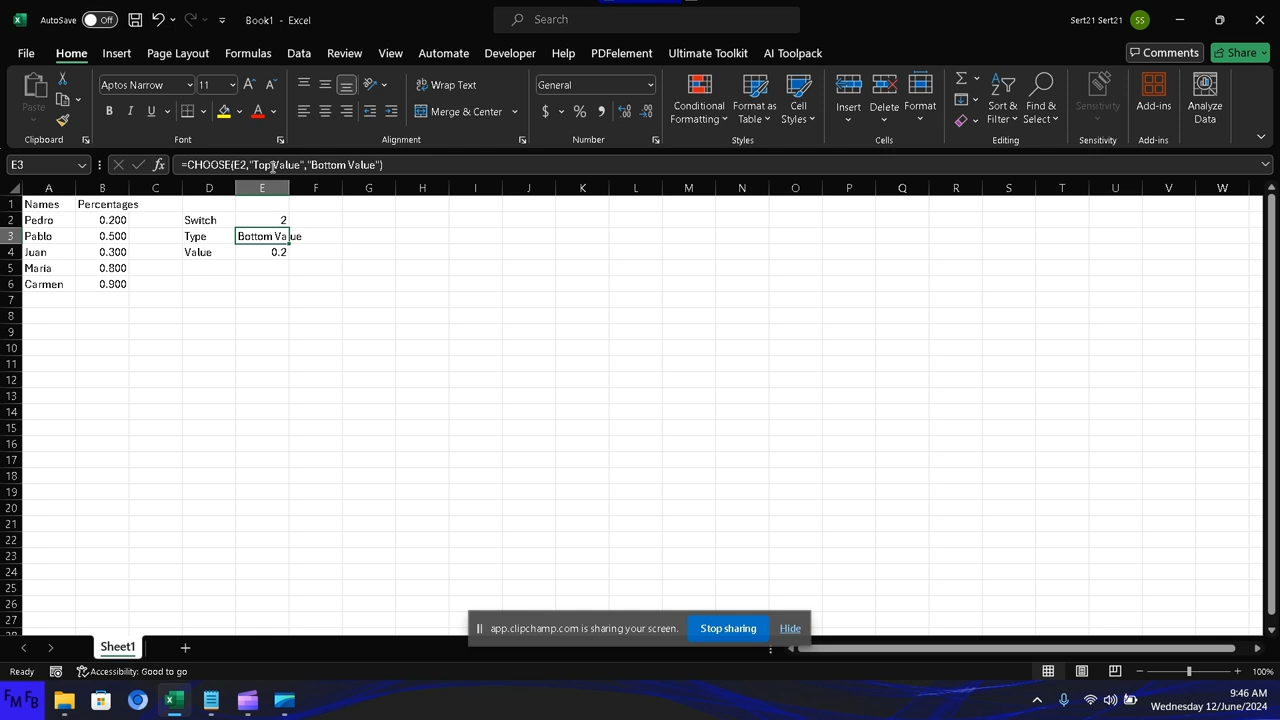 AutoSave Off Book1 - Excel Search Sert21 Sert21 SS
File Home Insert Page Layout Formulas Data Review View Automate Developer Help PDFelement Ultimate Toolkit AI Toolpack Comments Share
Paste Aptos Narrow 11 Wrap Text General Conditional Formatting Format as Table Cell Styles Insert Delete Format Sort & Filter Find & Select Sensitivity Add-ins Analyze Data
B I U Merge & Center $ %
Clipboard Font Alignment Number Styles Cells Editing Sensitivity Add-ins
E3 fx =CHOOSE(E2,"Top Value","Bottom Value")
A B C D E F G H I J K L M N O P Q R S T U V W
1 Names Percentages
2 Pedro 0.200 Switch 2
3 Pablo 0.500 Type Bottom Value
4 Juan 0.300 Value 0.2
5 Maria 0.800
6 Carmen 0.900
7
8
9
10
11
12
13
14
15
16
17
18
19
20
21
22
23
24
25
26
27
28
app.clipchamp.com is sharing your screen. Stop sharing Hide
Sheet1
Ready Accessibility: Good to go 100%
FMFB 9:46 AM
Wednesday 12/June/2024